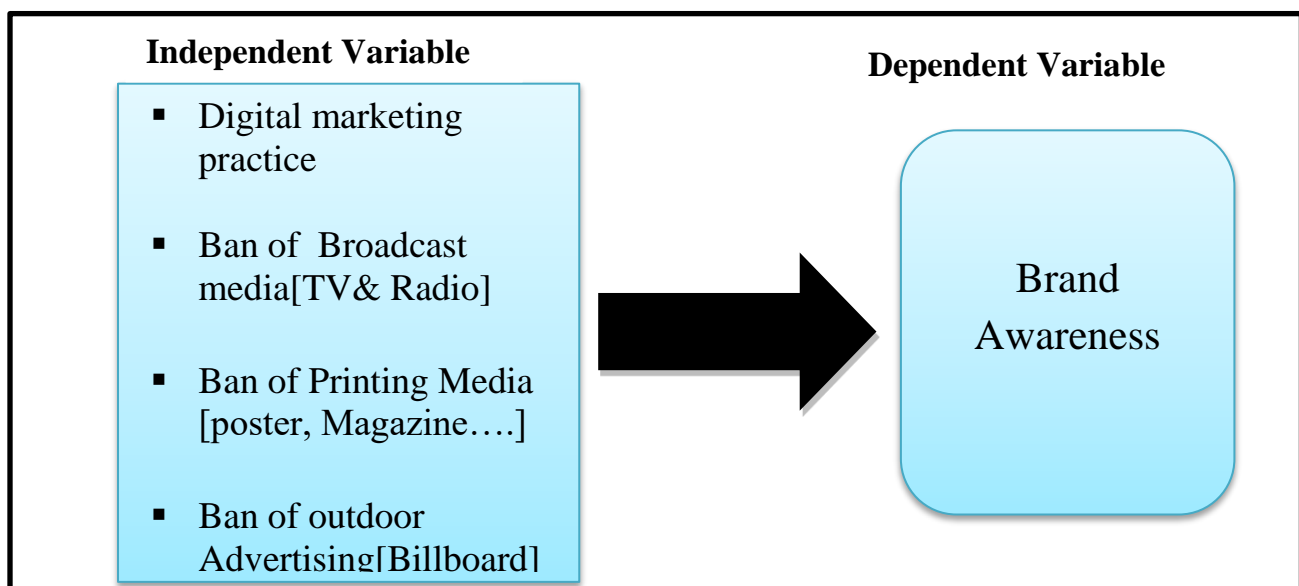 Independent Variable
Dependent Variable
▪ Digital marketing
practice
▪ Ban of  Broadcast
media[TV& Radio]
▪ Ban of Printing Media
[poster, Magazine….]
▪ Ban of outdoor
Advertising[Billboard]
Brand
Awareness